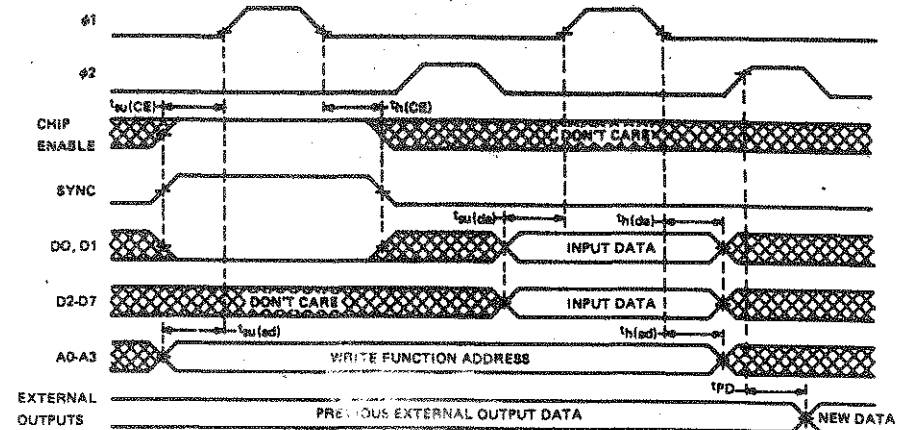 ϕ1
ϕ2
tsu(CE) th(CE)
CHIP
ENABLE
DON'T CARE
SYNC
tsu(da) th(da)
D0, D1
INPUT DATA
D2-D7
DON'T CARE
INPUT DATA
tsu(ad) th(ad)
A0-A3
WRITE FUNCTION ADDRESS
tPD
EXTERNAL
OUTPUTS
PREVIOUS EXTERNAL OUTPUT DATA
NEW DATA